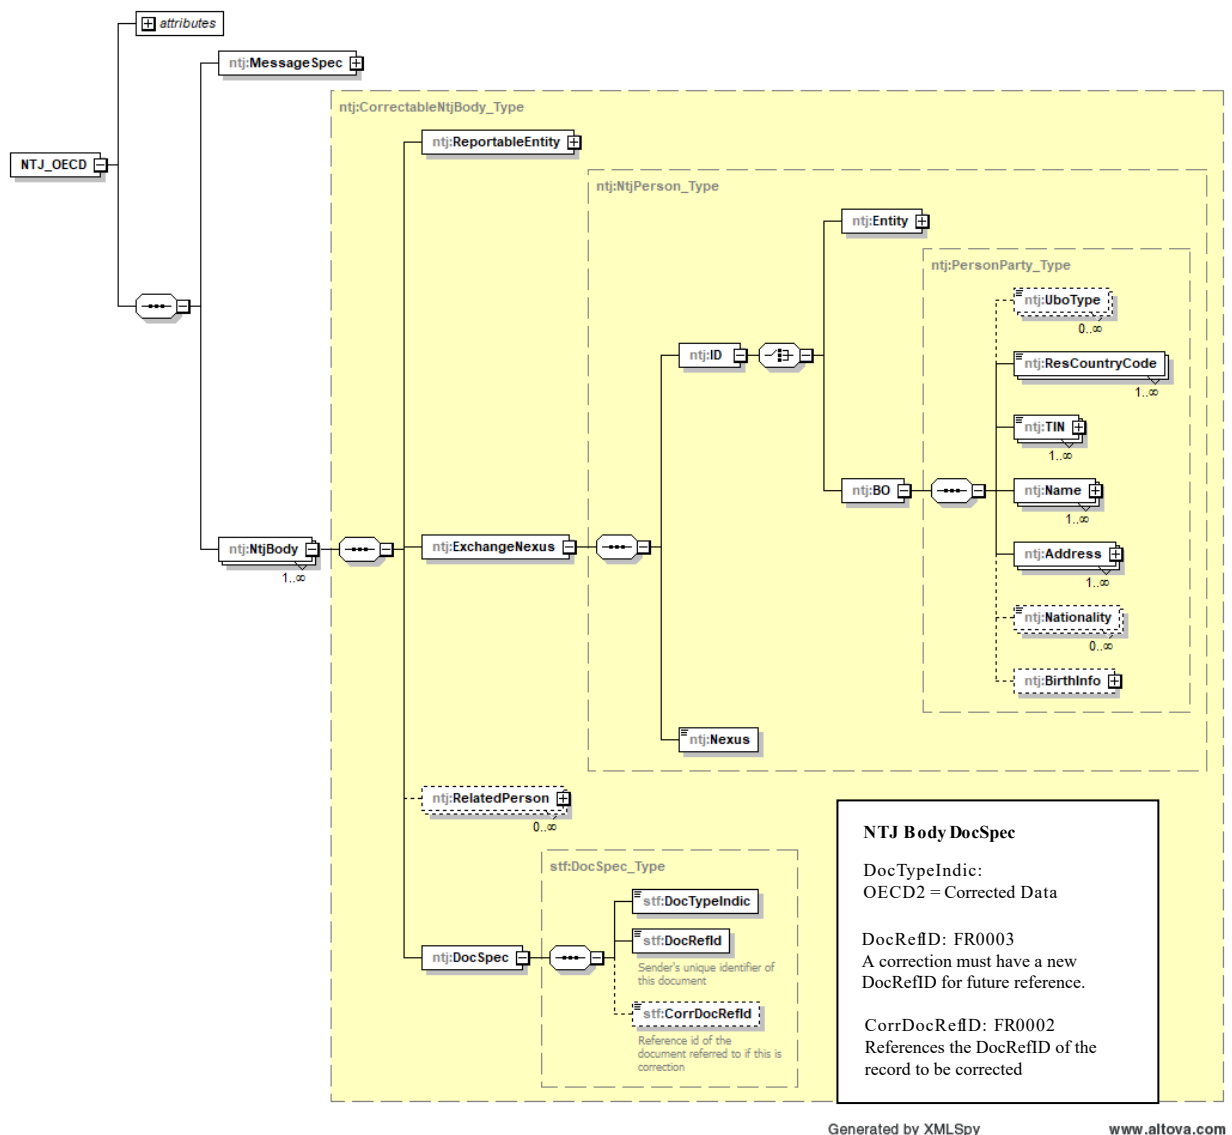 attributes
ntj:MessageSpec
ntj:CorrectableNtjBody_Type
ntj:ReportableEntity
NTJ_OECD
ntj:NtjPerson_Type
ntj:Entity
ntj:PersonParty_Type
ntj:UboType
0..∞
ntj:ID
ntj:ResCountryCode
1..∞
ntj:TIN
1..∞
ntj:BO
ntj:Name
1..∞
ntj:NtjBody
1..∞
ntj:ExchangeNexus
ntj:Address
1..∞
ntj:Nationality
0..∞
ntj:BirthInfo
ntj:Nexus
ntj:RelatedPerson
0..∞
stf:DocSpec_Type
stf:DocTypeIndic
stf:DocRefId
Sender's unique identifier of
this document
ntj:DocSpec
stf:CorrDocRefId
Reference id of the
document referred to if this is
correction
NTJ Body DocSpec
DocTypeIndic:
OECD2 = Corrected Data
DocRefID: FR0003
A correction must have a new
DocRefID for future reference.
CorrDocRefID: FR0002
References the DocRefID of the
record to be corrected
Generated by XMLSpy
www.altova.com